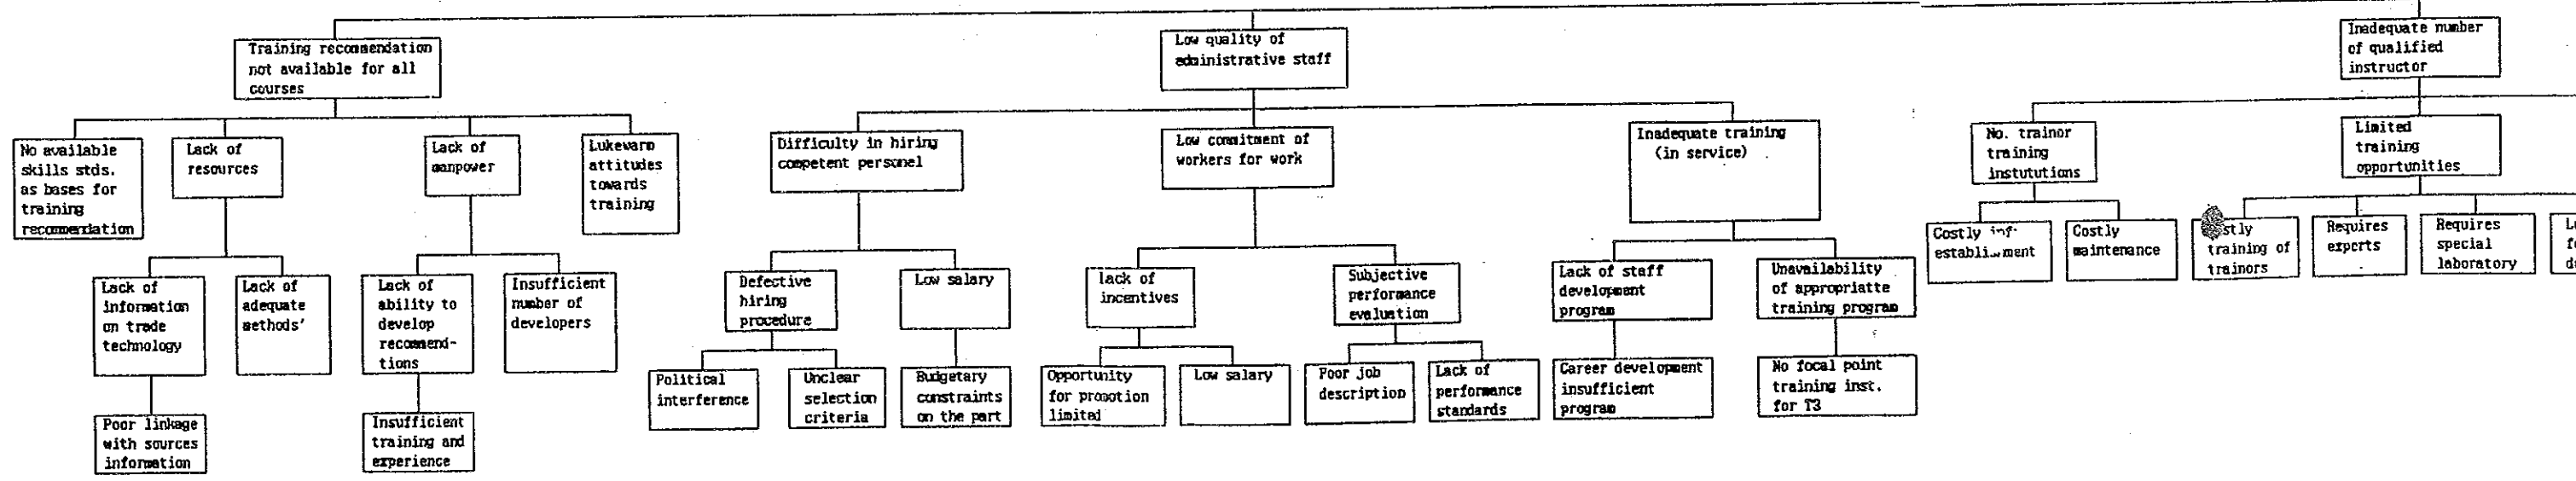 Training recommendation
not available for all
courses
Low quality of
administrative staff
Inadequate number
of qualified
instructor
No available
skills stds.
as bases for
training
recommendation
Lack of
resources
Lack of
manpower
Lukewarm
attitudes
towards
training
Difficulty in hiring
competent personel
Low commitment of
workers for work
Inadequate training
(in service)
No. trainor
training
instututions
Limited
training
opportunities
Lack of
information
on trade
technology
Lack of
adequate
methods'
Lack of
ability to
develop
recommend-
tions
Insufficient
number of
developers
Defective
hiring
procedure
Low salary
lack of
incentives
Subjective
performance
evaluation
Lack of staff
development
program
Unavailability
of appropriatte
training program
Costly
Costly
maintenance
training of
trainors
Requires
experts
Requires
special
laboratory
Poor linkage
with sources
information
Insufficient
training and
experience
Political
interference
Unclear
selection
criteria
Budgetary
constraints
on the part
Opportunity
for promotion
limited
Low salary
Poor job
description
Lack of
performance
standards
Career development
insufficient
program
No focal point
training inst.
for T3